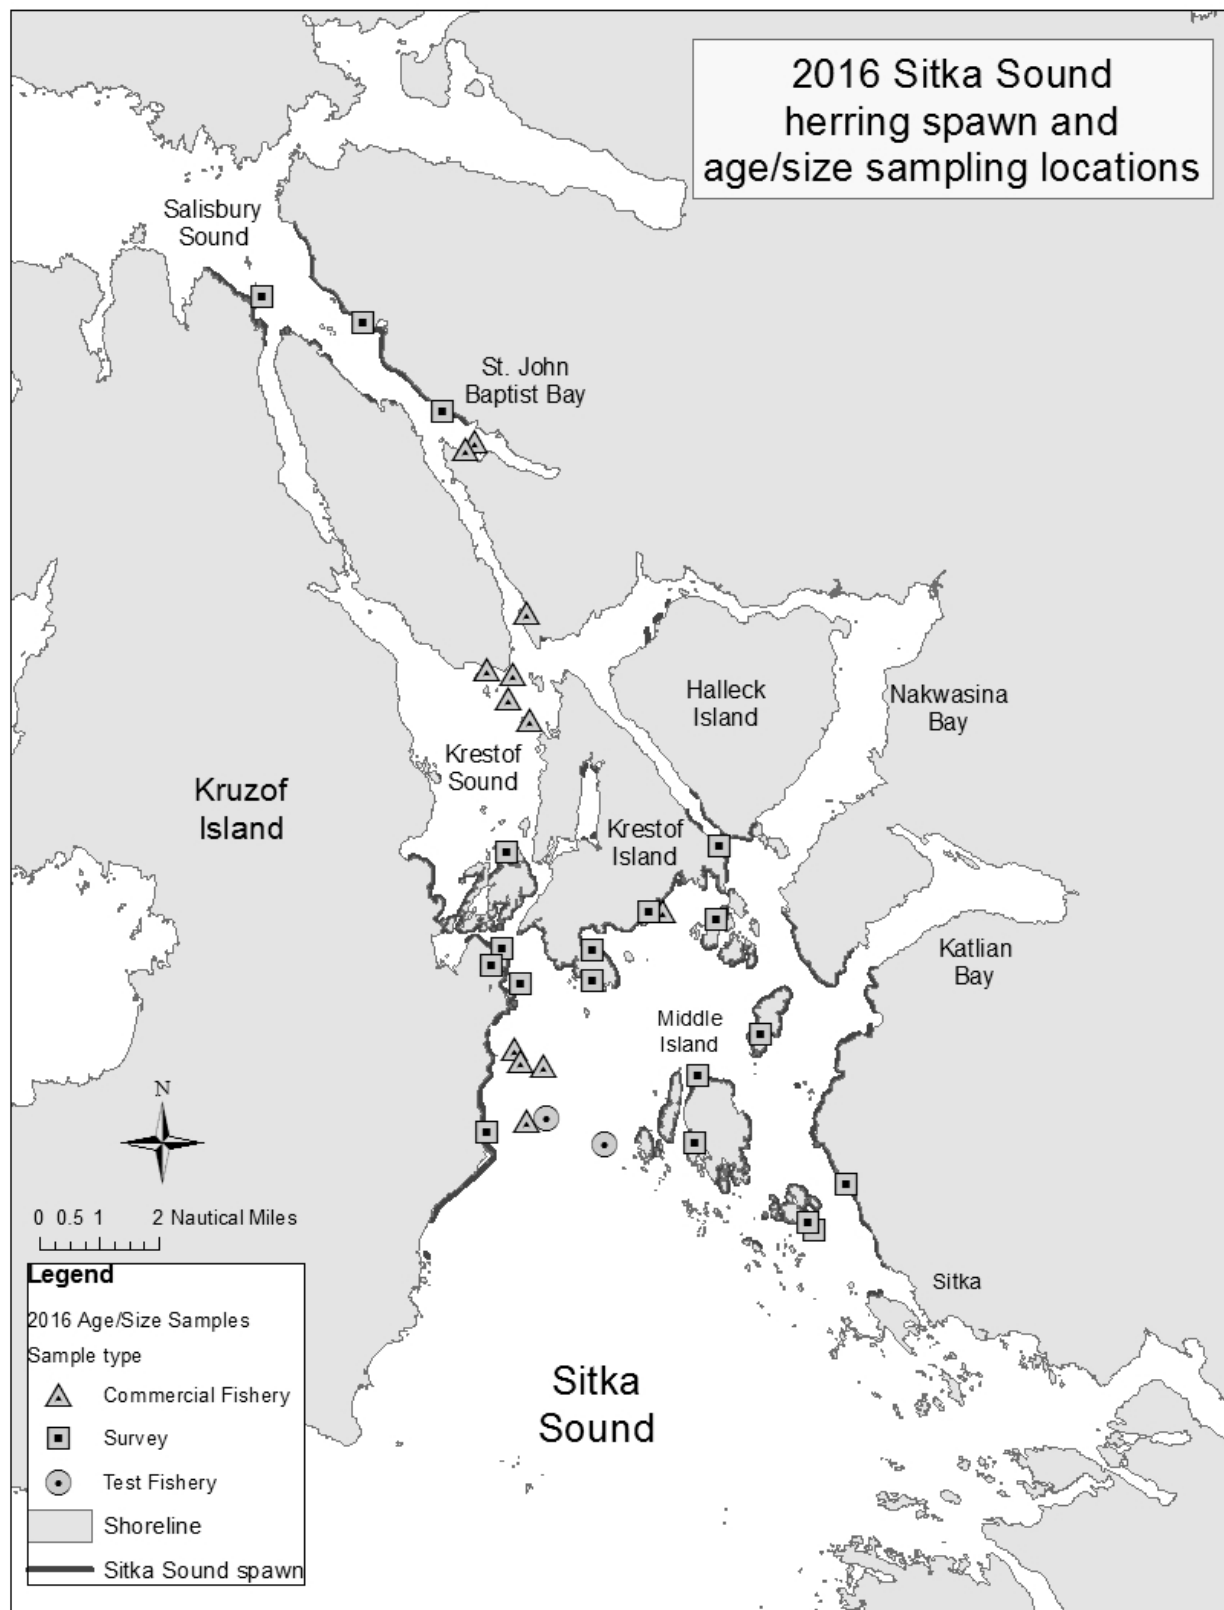 2016 Sitka Sound
herring spawn and
age/size sampling locations
Salisbury
Sound
St. John
Baptist Bay
Halleck
Island
Nakwasina
Bay
Krestof
Sound
Kruzof
Island
Krestof
Island
Katlian
Bay
Middle
Island
N
0 0.5 1 2 Nautical Miles
Sitka
Sitka
Sound
Legend
2016 Age/Size Samples
Sample type
Commercial Fishery
Survey
Test Fishery
Shoreline
Sitka Sound spawn